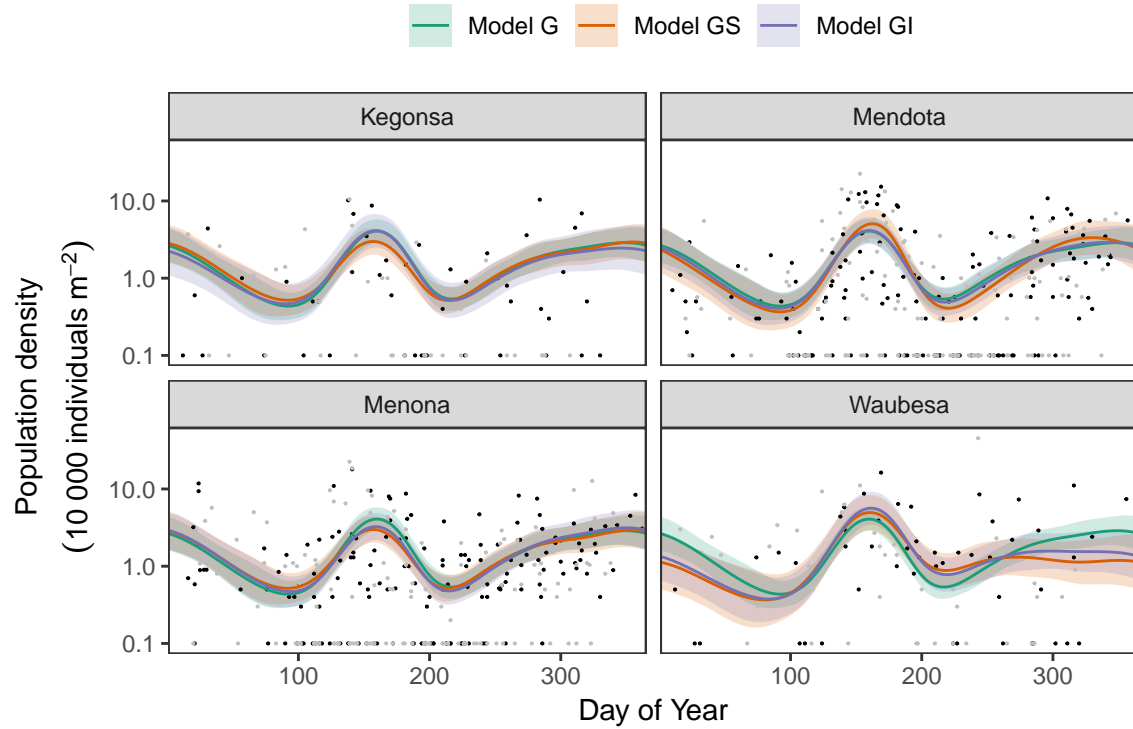 Model G Model GS Model GI
Kegonsa Mendota
10.0
1.0
0.1
Menona Waubesa
10.0
1.0
0.1
100 200 300 100 200 300
Day of Year
Population density
(10 000 individuals m⁻²)